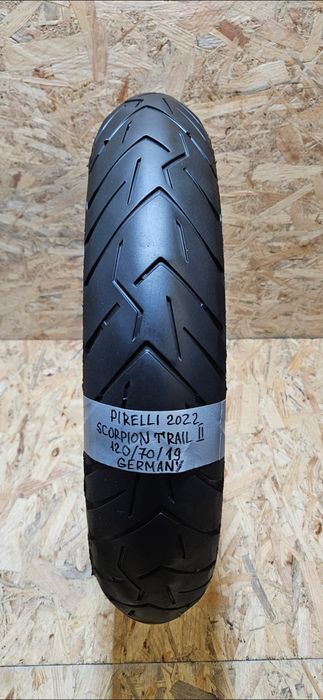 PIRELLI 2022
SCORPION TRAIL II
120/70/19
GERMANY